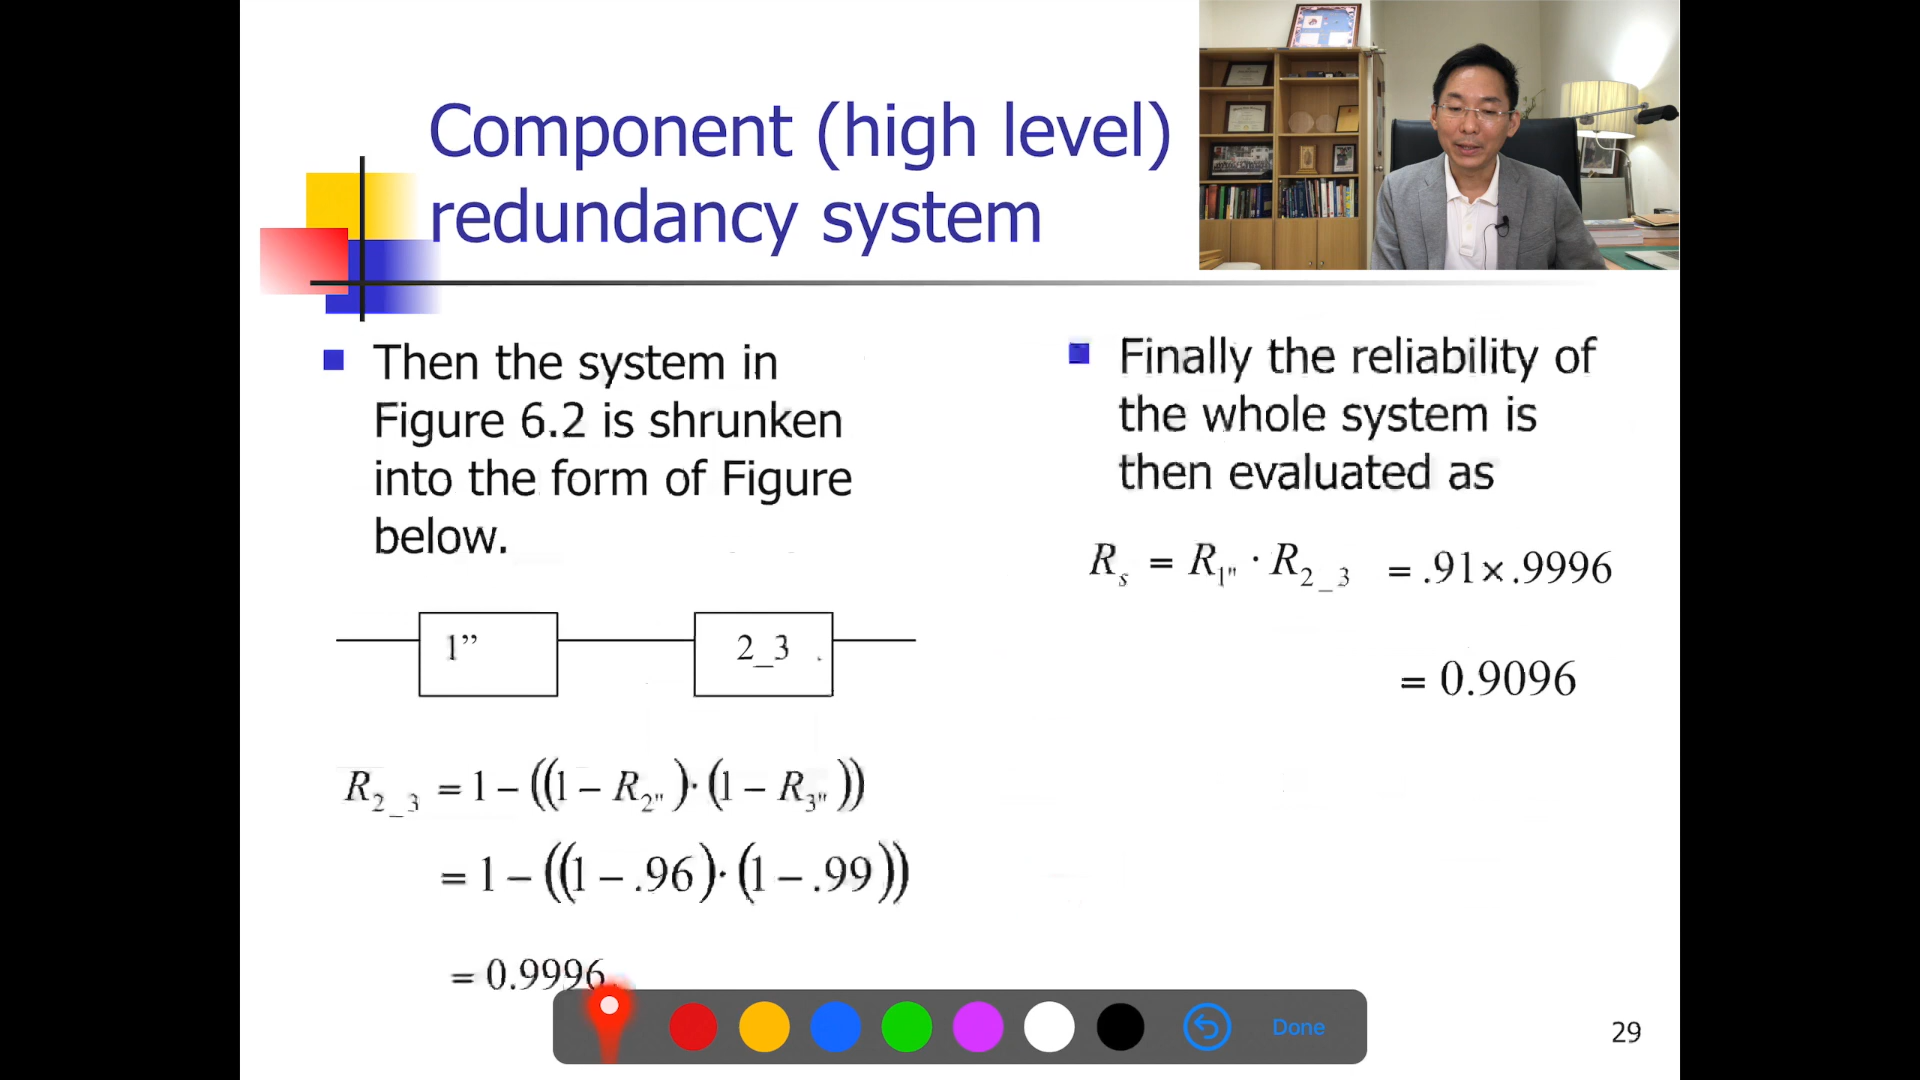 Component (high level)
redundancy system
Then the system in
Figure 6.2 is shrunken
into the form of Figure
below.
1”
2_3
R2_3 = 1 – ((1 – R2")·(1 – R3"))
= 1 – ((1 – .96)·(1 – .99))
= 0.9996
Finally the reliability of
the whole system is
then evaluated as
Rs = R1" · R2_3 = .91×.9996
= 0.9096
Done
29